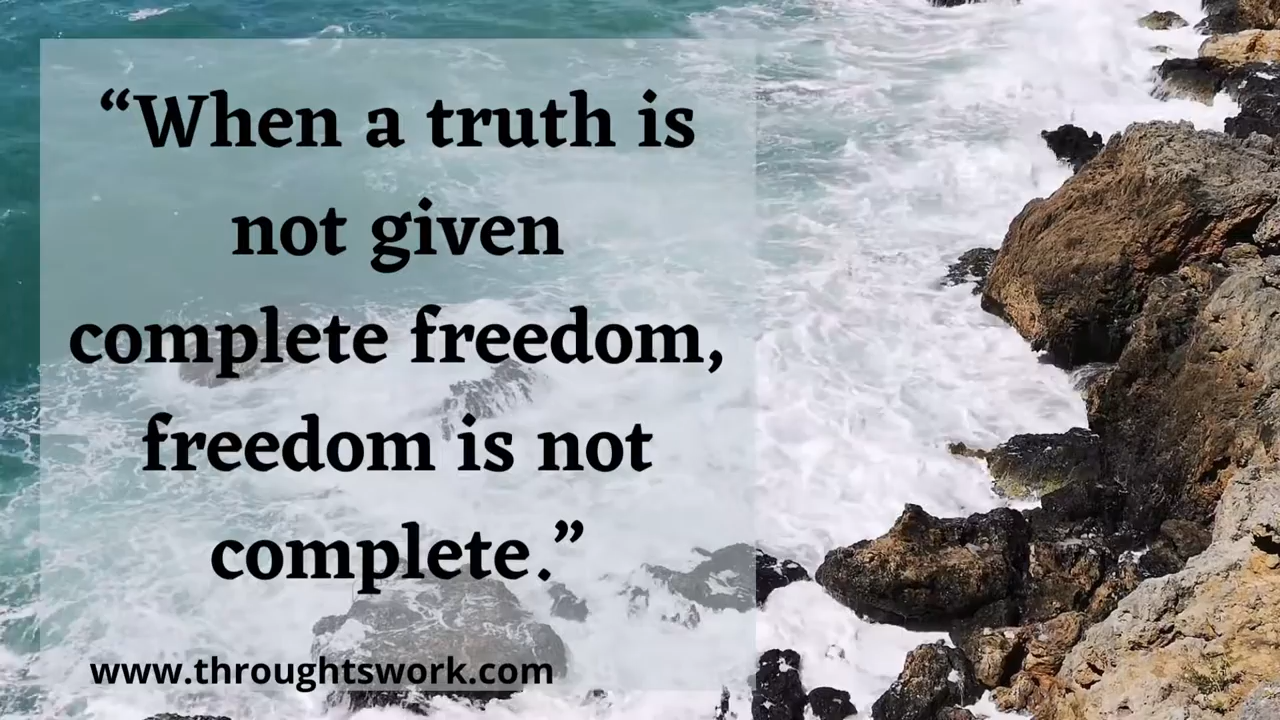 “When a truth is
not given
complete freedom,
freedom is not
complete.”
www.throughtswork.com